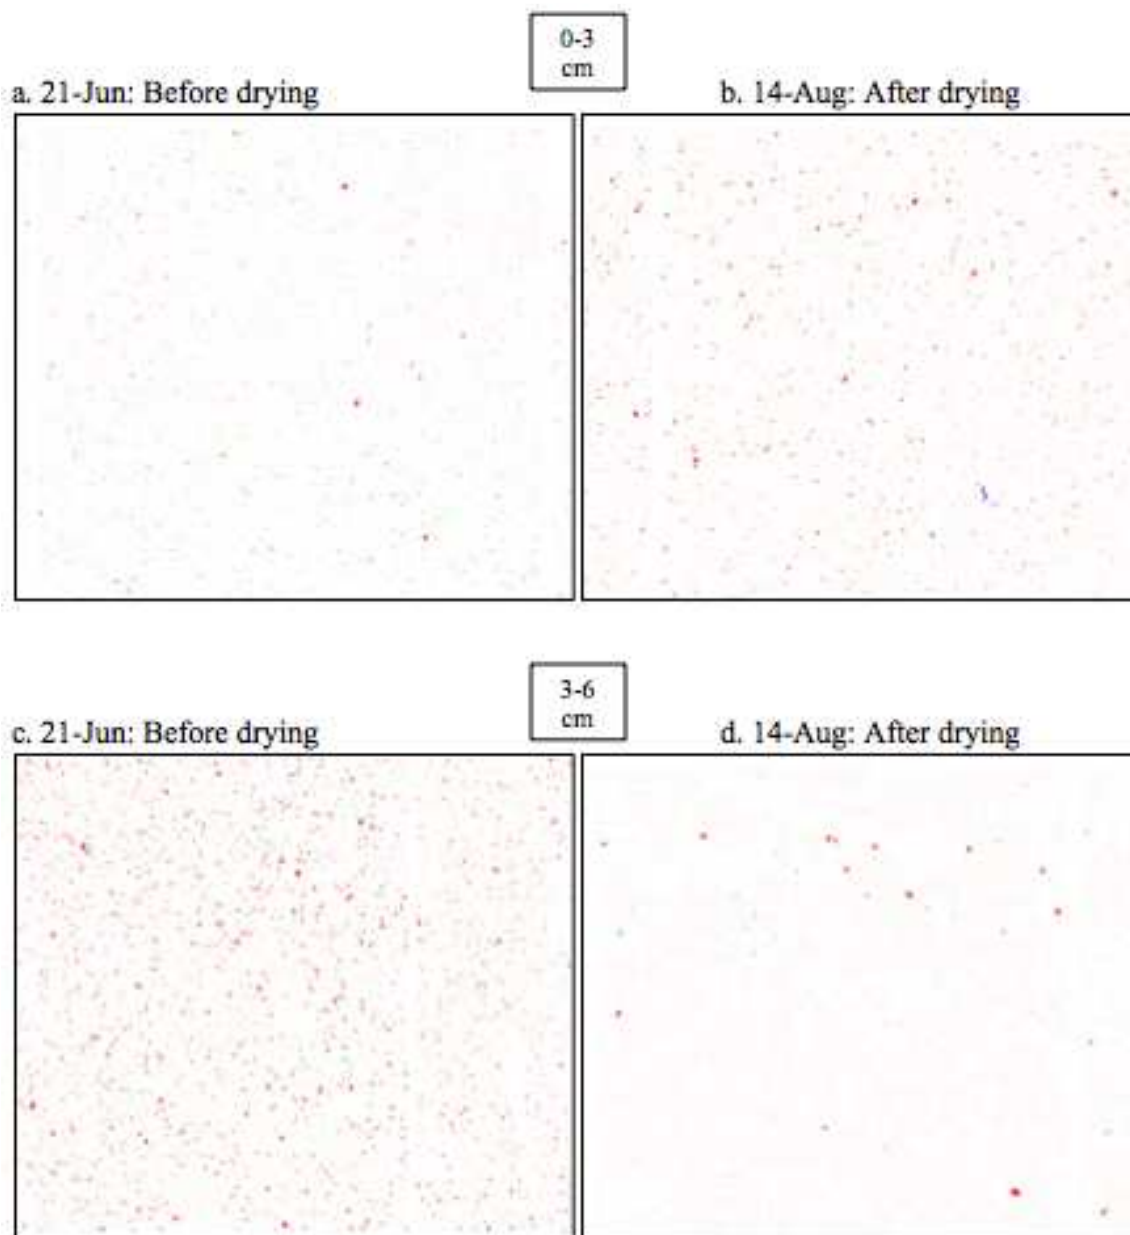 0-3
cm
a. 21-Jun: Before drying
b. 14-Aug: After drying
3-6
cm
c. 21-Jun: Before drying
d. 14-Aug: After drying